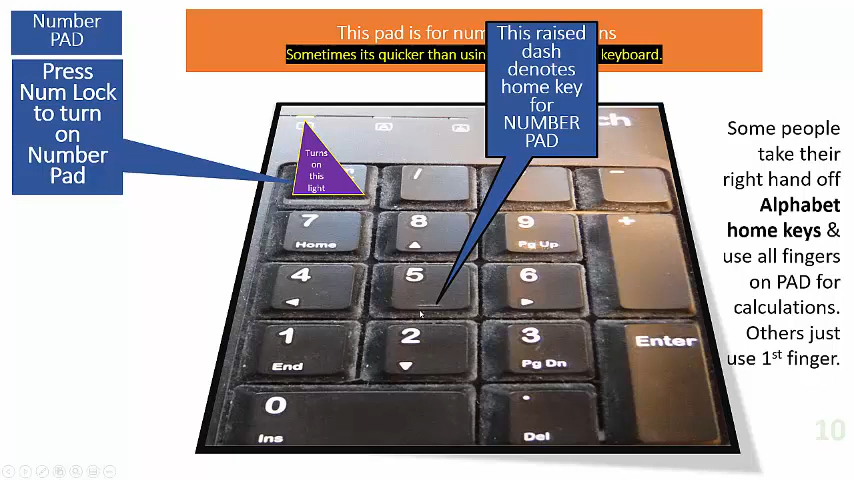 Number
PAD
Press
Num Lock
to turn
on
Number
Pad
This pad is for
Sometimes its quicker than
keyboard.
This raised
dash
denotes
home key
for
NUMBER
PAD
Turns
on
this
light
/
-
7
Home
8
9
Pg Up
+
4
5
6
1
End
2
3
Pg Dn
Enter
0
Ins
.
Del
Some people
take their
right hand off
Alphabet
home keys &
use all fingers
on PAD for
calculations.
Others just
use 1st finger.
10